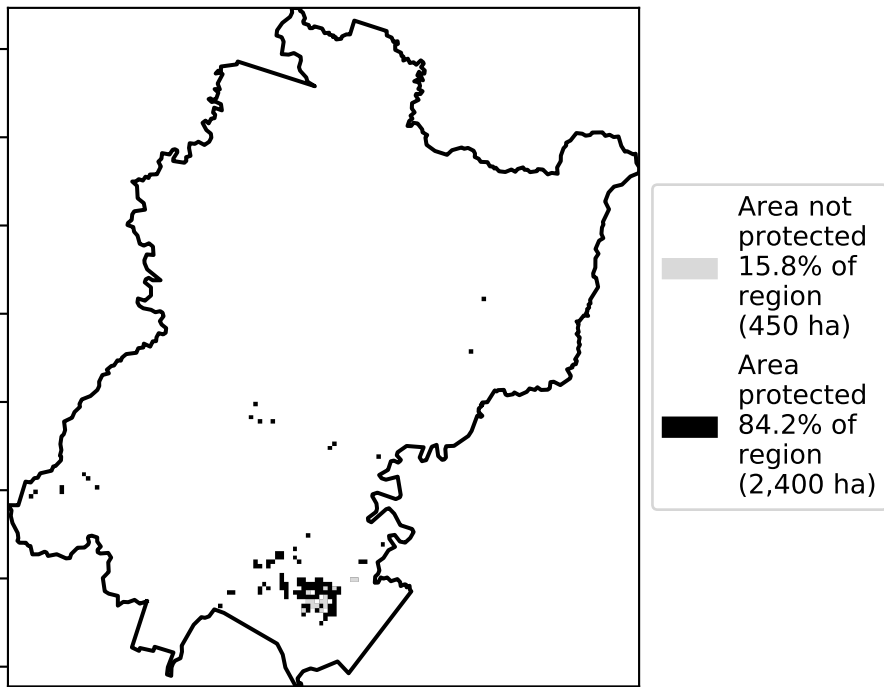 Area not
protected
15.8% of
region
(450 ha)
Area
protected
84.2% of
region
(2,400 ha)